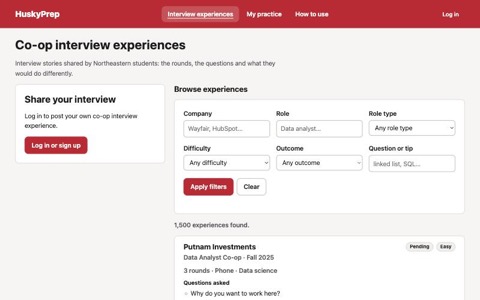 HuskyPrep
Interview experiences
My practice
How to use
Log in
Co-op interview experiences
Interview stories shared by Northeastern students: the rounds, the questions and what they
would do differently.
Share your interview
Log in to post your own co-op interview
experience.
Log in or sign up
Browse experiences
Company
Role
Role type
Wayfair, HubSpot...
Data analyst...
Any role type
Difficulty
Outcome
Question or tip
Any difficulty
Any outcome
linked list, SQL...
Apply filters
Clear
1,500 experiences found.
Putnam Investments
Pending
Easy
Data Analyst Co-op · Fall 2025
3 rounds · Phone · Data science
Questions asked
Why do you want to work here?